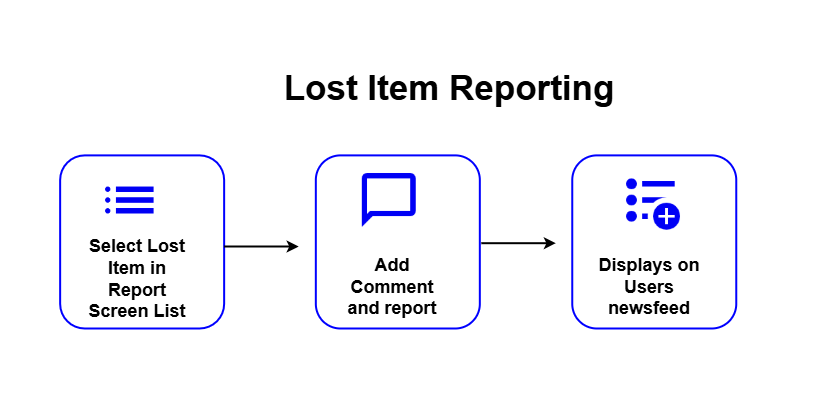 Lost Item Reporting
Select Lost
Item in
Report
Screen List
Add
Comment
and report
Displays on
Users
newsfeed